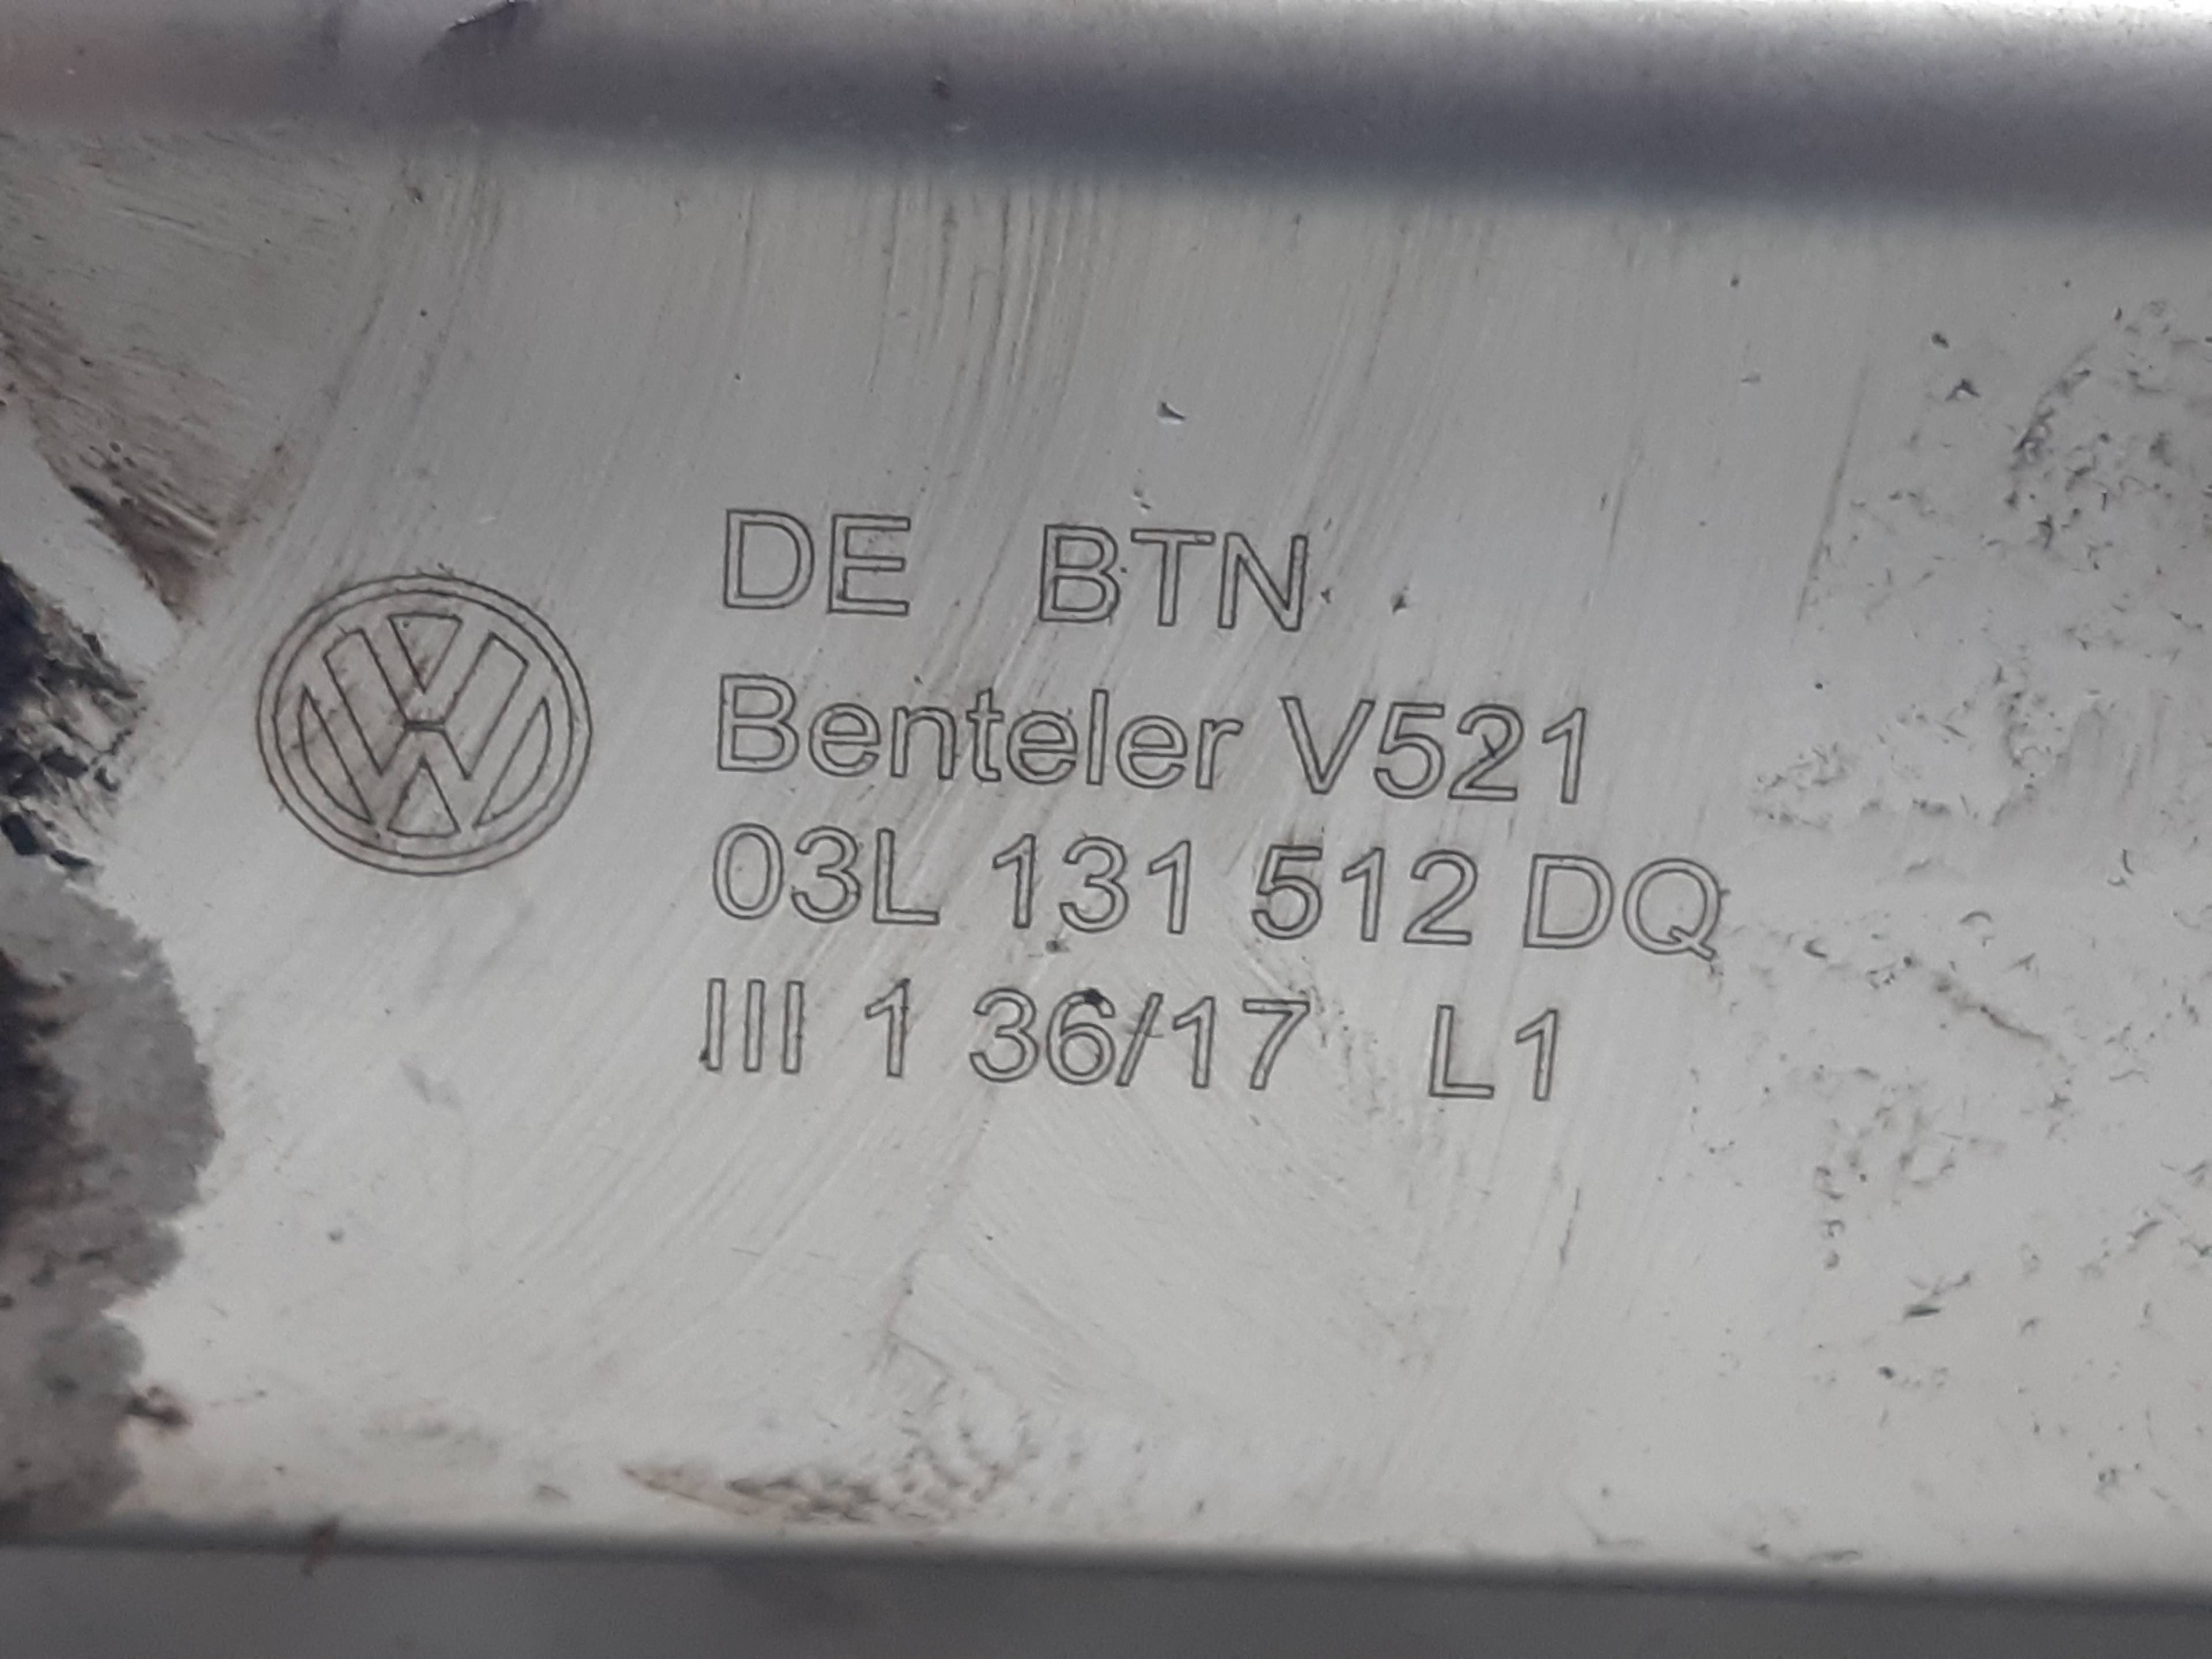 DE BTN
Benteler V521
03L 131 512 DQ
III 1 36/17 L1